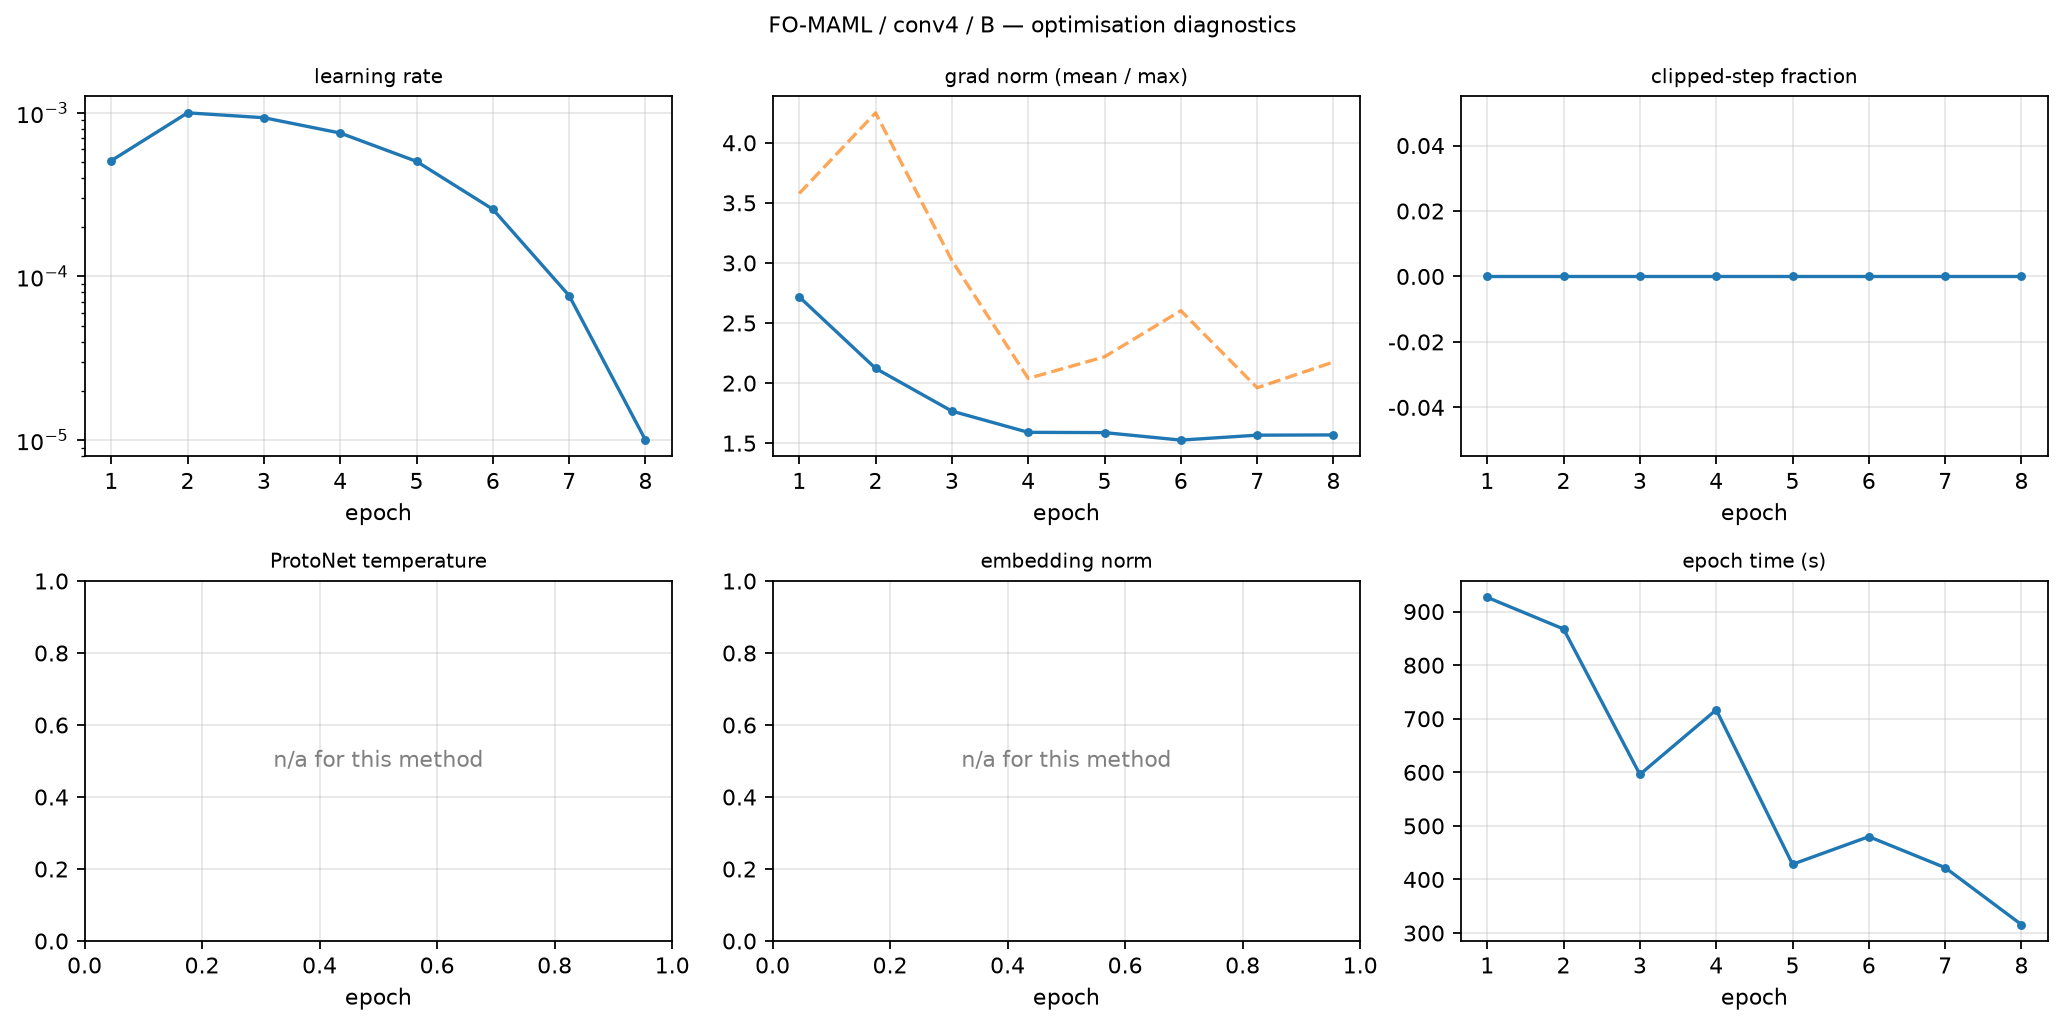 FO-MAML / conv4 / B — optimisation diagnostics
learning rate
10⁻³
10⁻⁴
10⁻⁵
1 2 3 4 5 6 7 8
epoch
grad norm (mean / max)
4.0
3.5
3.0
2.5
2.0
1.5
1 2 3 4 5 6 7 8
epoch
clipped-step fraction
0.04
0.02
0.00
-0.02
-0.04
1 2 3 4 5 6 7 8
epoch
ProtoNet temperature
1.0
0.8
0.6
n/a for this method
0.4
0.2
0.0
0.0 0.2 0.4 0.6 0.8 1.0
epoch
embedding norm
1.0
0.8
0.6
n/a for this method
0.4
0.2
0.0
0.0 0.2 0.4 0.6 0.8 1.0
epoch
epoch time (s)
900
800
700
600
500
400
300
1 2 3 4 5 6 7 8
epoch